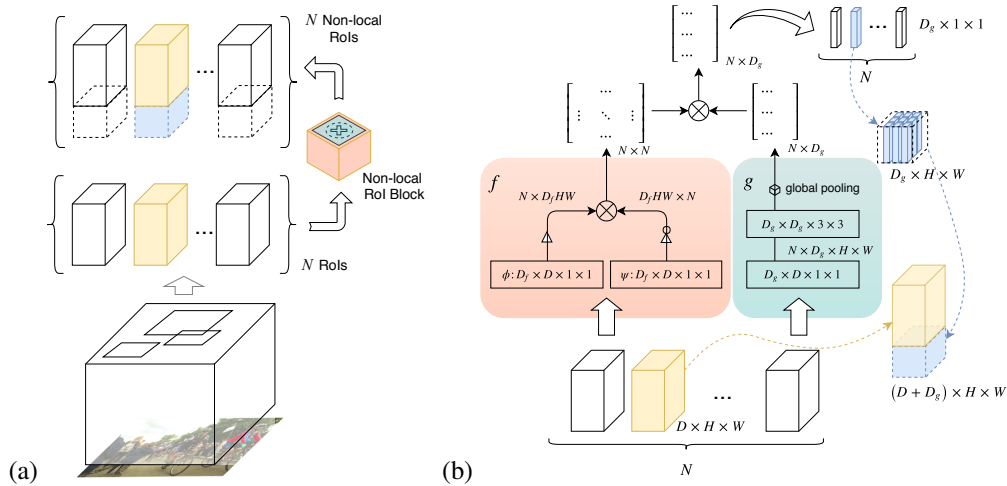 N Non-local
RoIs
...
Non-local
RoI Block
...
N RoIs
(a)
...
...
...
N × D_g
D_g × 1 × 1
...
N
...
⋮ ⋱ ⋮
...
N × N
...
...
...
N × D_g
D_g × H × W
f
N × D_f HW
D_f HW × N
ϕ: D_f × D × 1 × 1
ψ: D_f × D × 1 × 1
g
global pooling
D_g × D_g × 3 × 3
N × D_g × H × W
D_g × D × 1 × 1
(D + D_g) × H × W
...
D × H × W
N
(b)